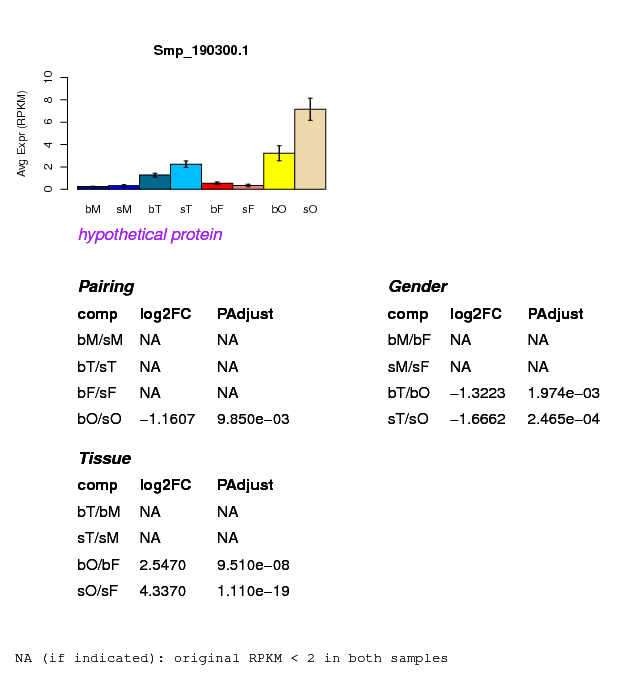 Smp_190300.1
Avg Expr (RPKM)
10
8
6
4
2
0
bM sM bT sT bF sF bO sO
hypothetical protein
Pairing
comp log2FC PAdjust
bM/sM NA NA
bT/sT NA NA
bF/sF NA NA
bO/sO −1.1607 9.850e−03
Gender
comp log2FC PAdjust
bM/bF NA NA
sM/sF NA NA
bT/bO −1.3223 1.974e−03
sT/sO −1.6662 2.465e−04
Tissue
comp log2FC PAdjust
bT/bM NA NA
sT/sM NA NA
bO/bF 2.5470 9.510e−08
sO/sF 4.3370 1.110e−19
NA (if indicated): original RPKM < 2 in both samples